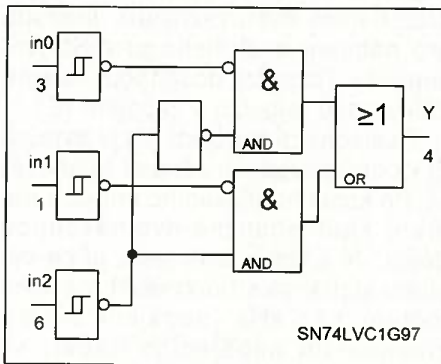 in0
3
&
AND
≥1
OR
Y
4
in1
1
&
AND
in2
6
SN74LVC1G97